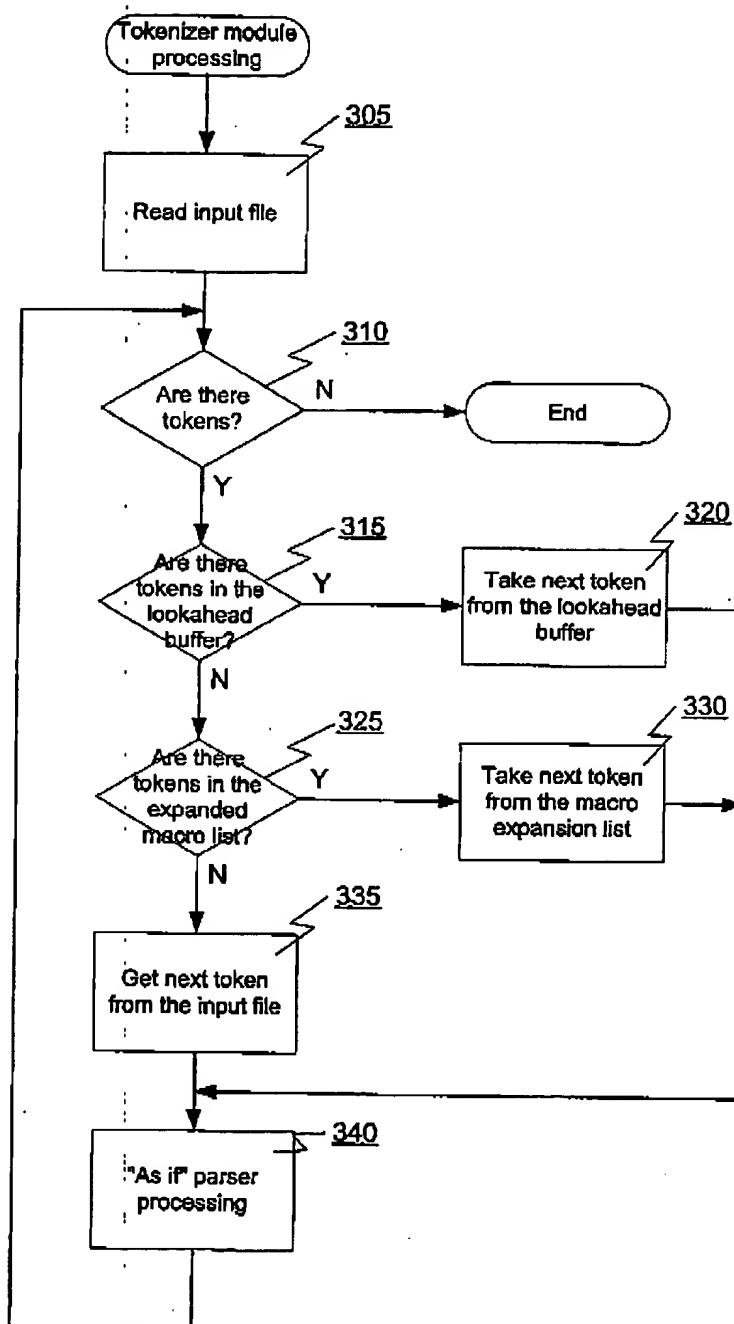 Tokenizer module
processing
305
Read input file
310
Are there
tokens?
N
End
Y
315
Are there
tokens in the
lookahead
buffer?
Y
320
Take next token
from the lookahead
buffer
N
325
Are there
tokens in the
expanded
macro list?
Y
330
Take next token
from the macro
expansion list
N
335
Get next token
from the input file
340
"As if" parser
processing